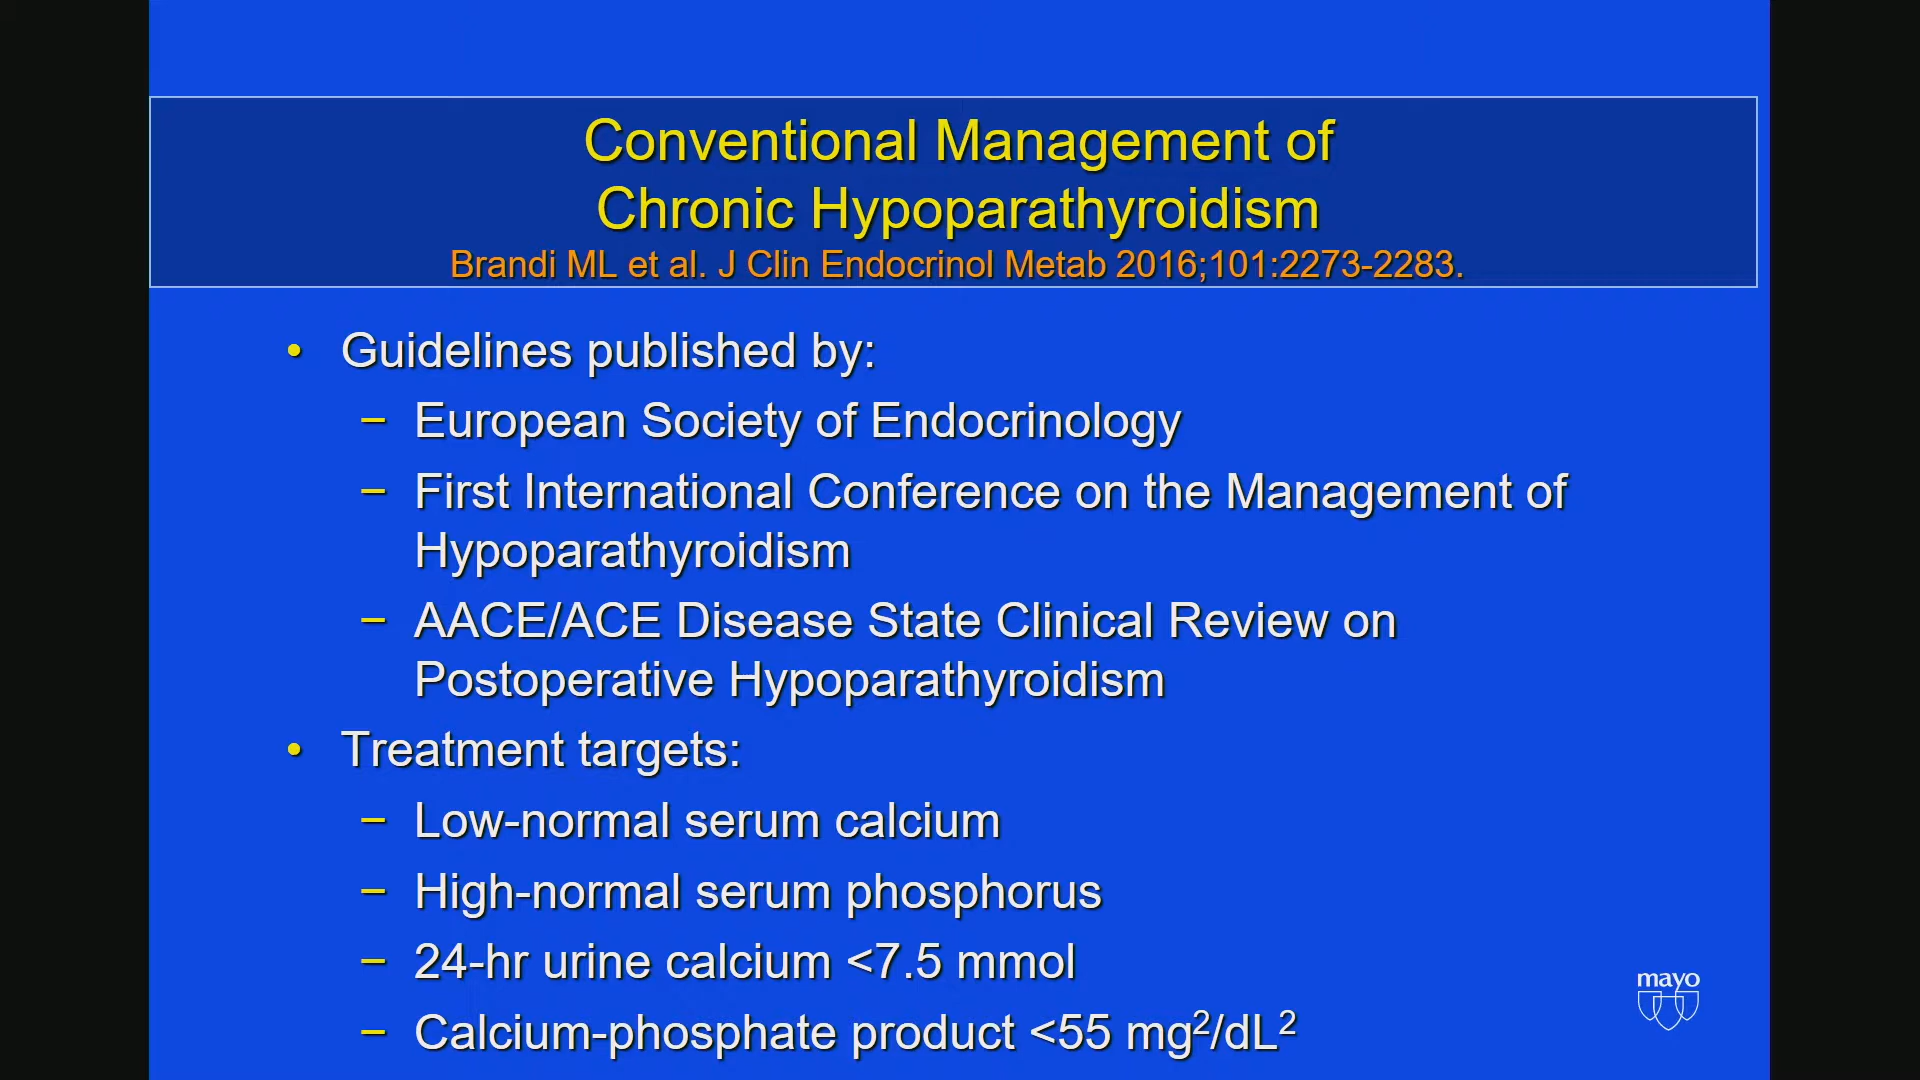 Conventional Management of
Chronic Hypoparathyroidism
Brandi ML et al. J Clin Endocrinol Metab 2016;101:2273-2283.
• Guidelines published by:
– European Society of Endocrinology
– First International Conference on the Management of
Hypoparathyroidism
– AACE/ACE Disease State Clinical Review on
Postoperative Hypoparathyroidism
• Treatment targets:
– Low-normal serum calcium
– High-normal serum phosphorus
– 24-hr urine calcium <7.5 mmol
– Calcium-phosphate product <55 mg²/dL²
mayo